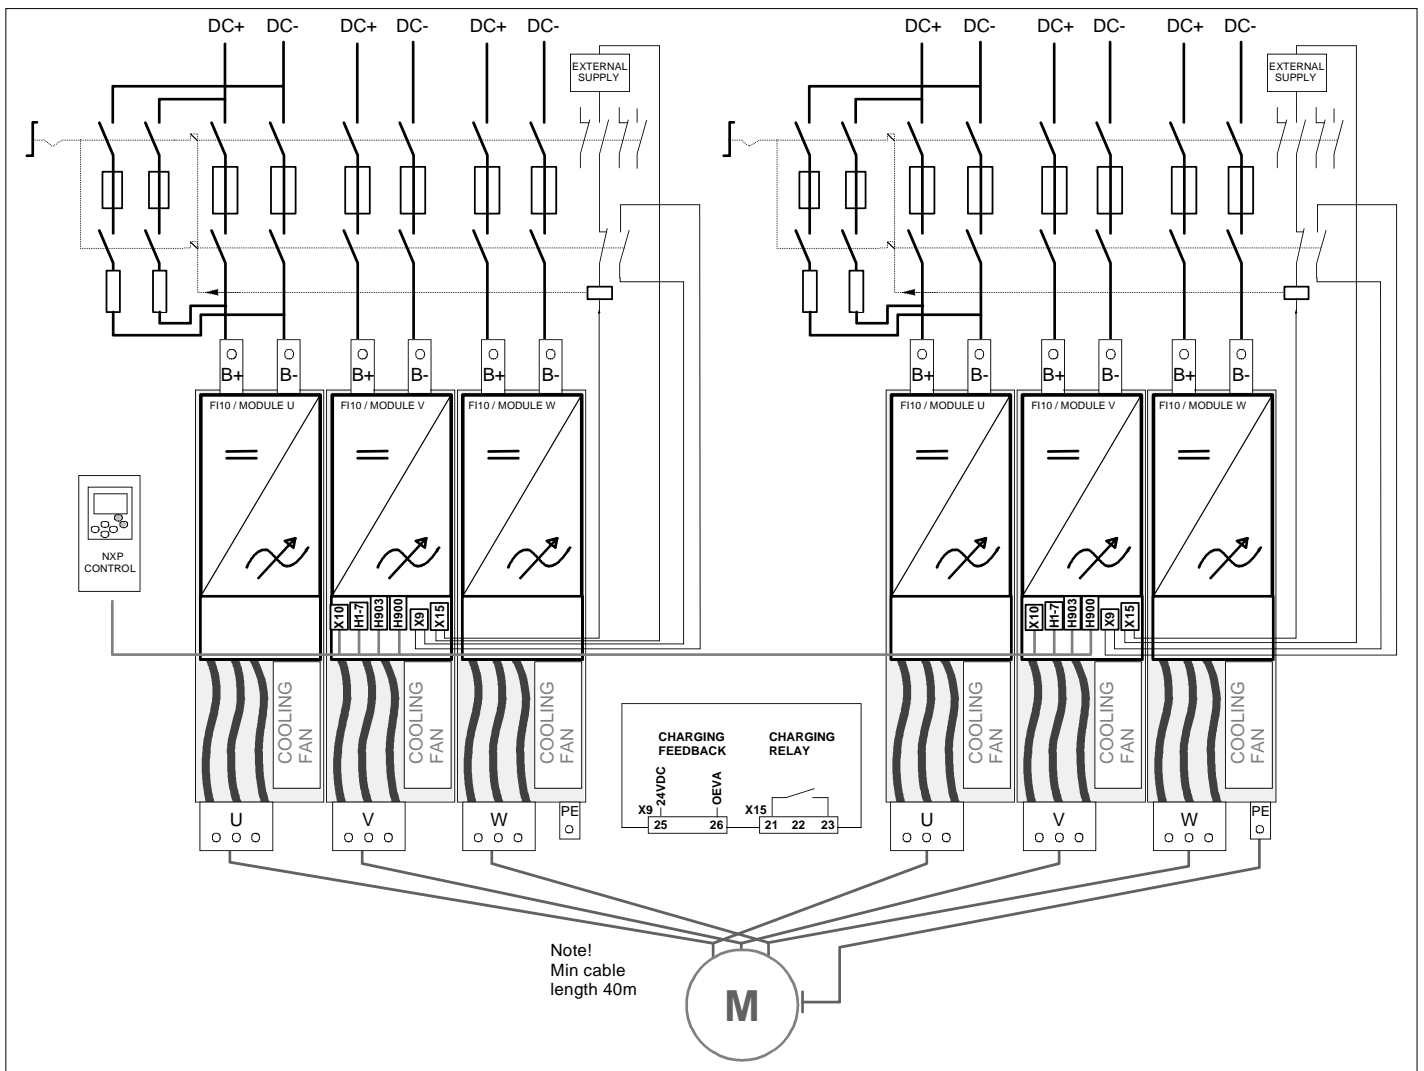 DC+ DC- DC+ DC- DC+ DC-
DC+ DC- DC+ DC- DC+ DC-
EXTERNAL
SUPPLY
EXTERNAL
SUPPLY
B+ B- B+ B- B+ B-
B+ B- B+ B- B+ B-
FI10 / MODULE U
FI10 / MODULE V
FI10 / MODULE W
FI10 / MODULE U
FI10 / MODULE V
FI10 / MODULE W
NXP
CONTROL
X10
H1-7
H903
H900
X9
X15
X10
H1-7
H903
H900
X9
X15
COOLING
FAN
COOLING
FAN
COOLING
FAN
COOLING
FAN
COOLING
FAN
COOLING
FAN
CHARGING
FEEDBACK
CHARGING
RELAY
24VDC
OEVA
X9
25 26
X15
21 22 23
U V W PE
U V W PE
Note!
Min cable
length 40m
M